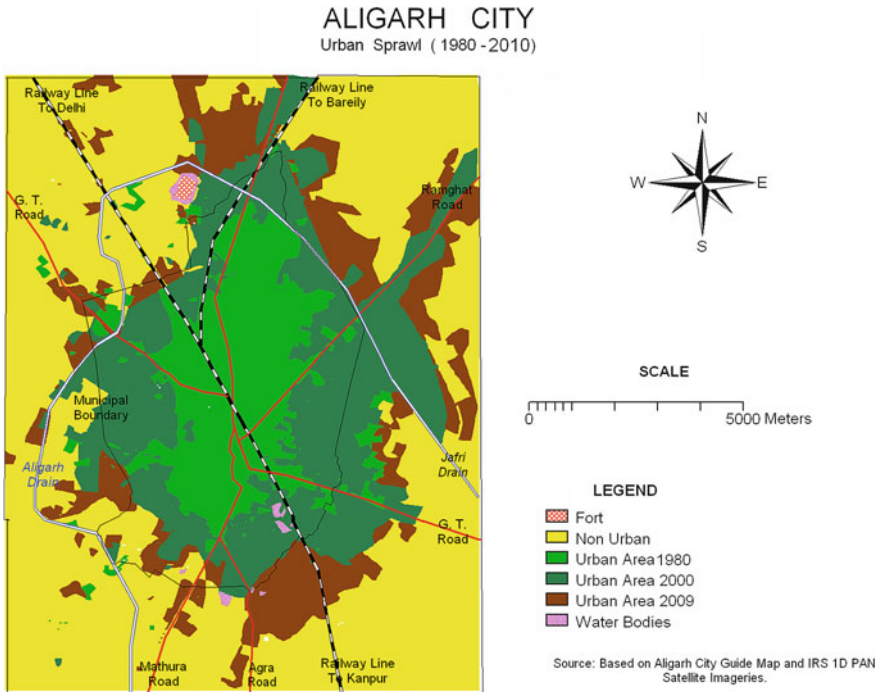 ALIGARH CITY
Urban Sprawl (1980-2010)
Railway Line
To Delhi
Railway Line
To Bareily
G. T.
Road
Ramghat
Road
Municipal
Boundary
Aligarh
Drain
Jafri
Drain
G. T.
Road
Mathura
Road
Agra
Road
Railway Line
To Kanpur
N
W
E
S
SCALE
0
5000 Meters
LEGEND
Fort
Non Urban
Urban Area1980
Urban Area 2000
Urban Area 2009
Water Bodies
Source: Based on Aligarh City Guide Map and IRS 1D PAN
Satellite Imageries.